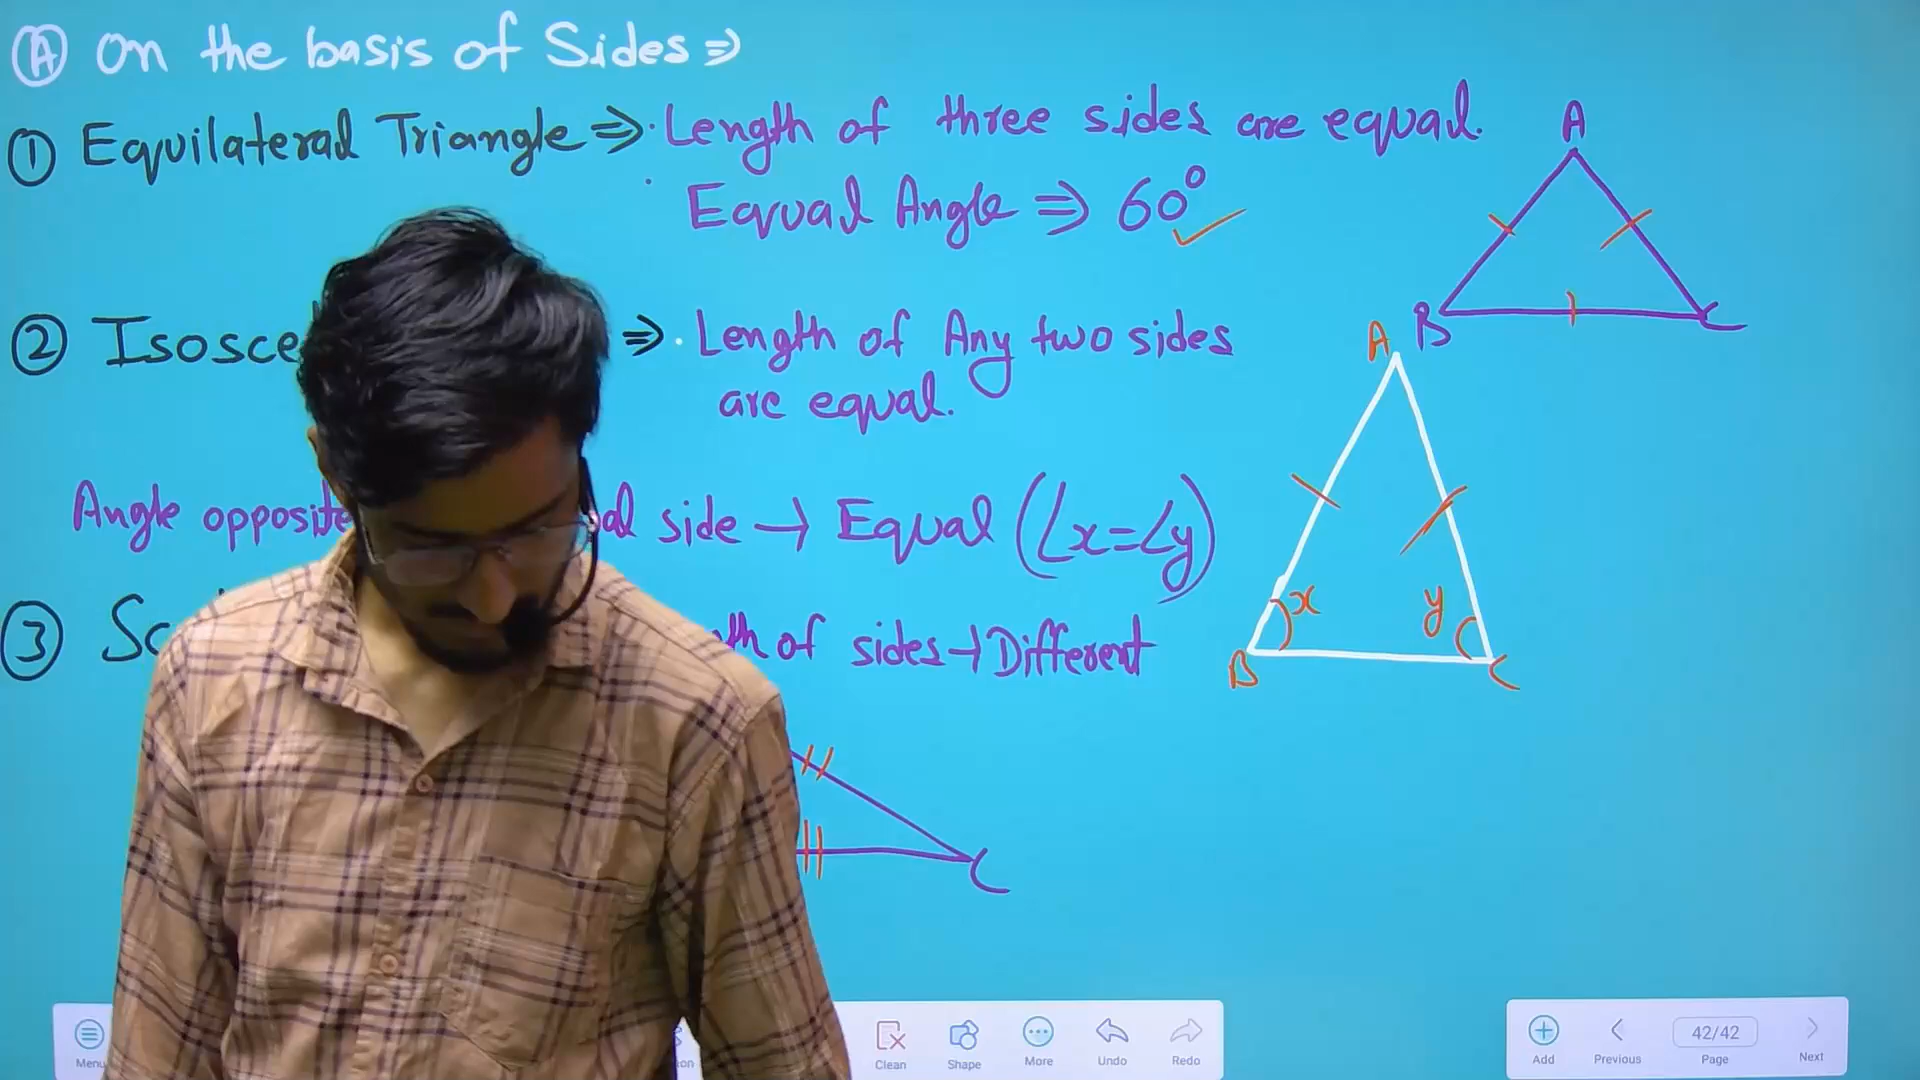 Ⓐ On the basis of Sides ⇒
① Equilateral Triangle ⇒ · Length of three sides are equal.
· Equal Angle ⇒ 60°
A
B C
② ⇒ · Length of Any two sides
are equal.
A
Angle opposite side → Equal (∠x=∠y)
x y
B C
③ of sides → Different
C
Menu
Clean
Shape
More
Undo
Redo
Add
Previous
42/42
Page
Next